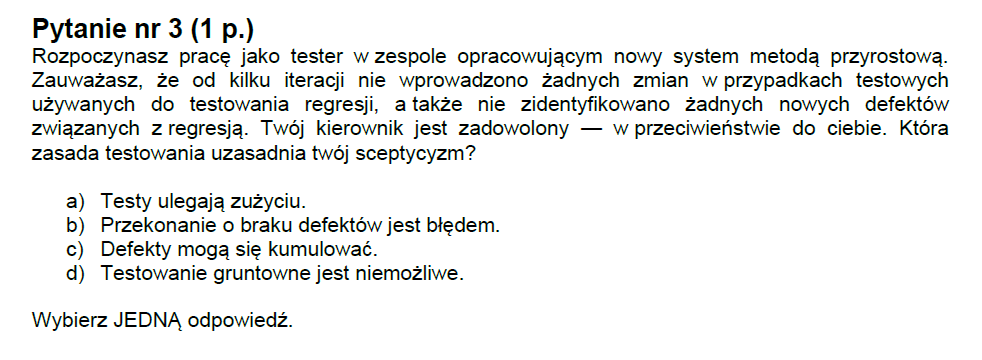 Pytanie nr 3 (1 p.)
Rozpoczynasz pracę jako tester w zespole opracowującym nowy system metodą przyrostową.
Zauważasz, że od kilku iteracji nie wprowadzono żadnych zmian w przypadkach testowych
używanych do testowania regresji, a także nie zidentyfikowano żadnych nowych defektów
związanych z regresją. Twój kierownik jest zadowolony — w przeciwieństwie do ciebie. Która
zasada testowania uzasadnia twój sceptycyzm?
a) Testy ulegają zużyciu.
b) Przekonanie o braku defektów jest błędem.
c) Defekty mogą się kumulować.
d) Testowanie gruntowne jest niemożliwe.
Wybierz JEDNĄ odpowiedź.